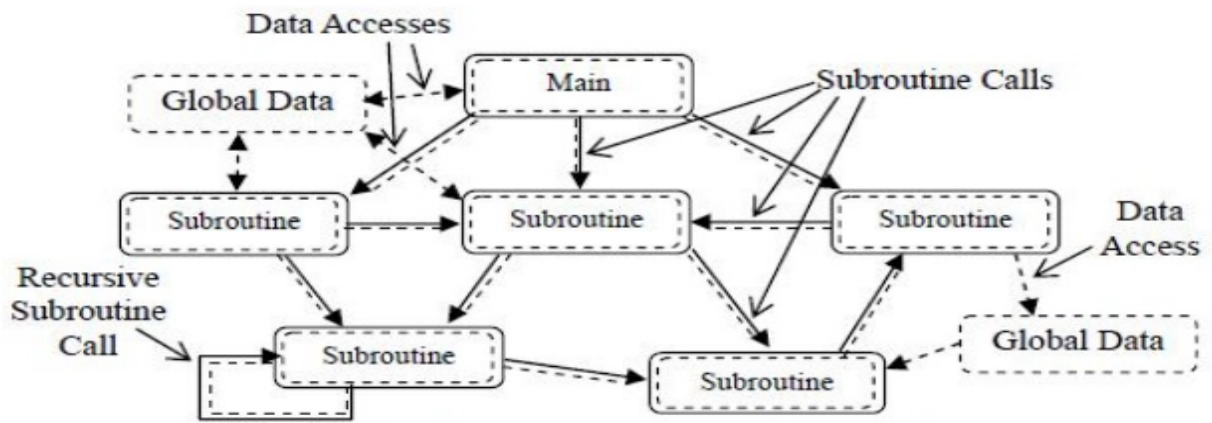 Data Accesses
Main
Subroutine Calls
Global Data
Subroutine
Subroutine
Subroutine
Data
Access
Recursive
Subroutine
Call
Subroutine
Subroutine
Global Data